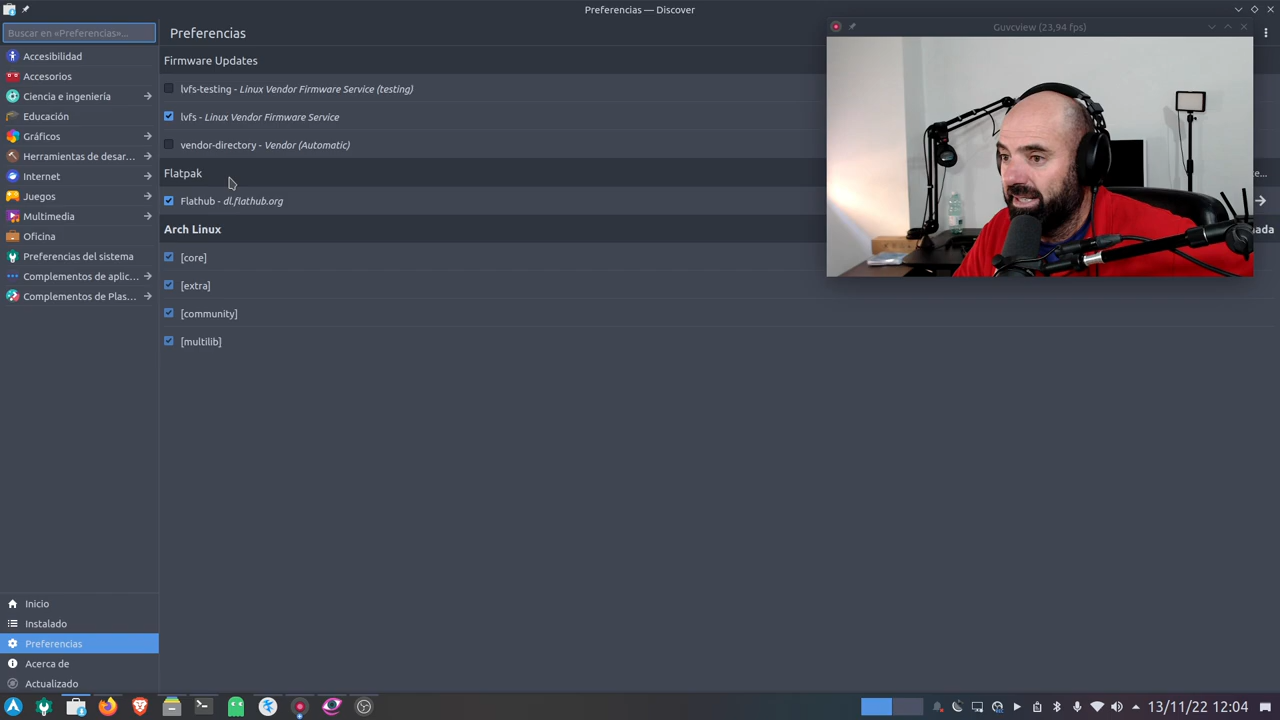 Preferencias — Discover
Buscar en «Preferencias»...
Preferencias
Guvcview (23,94 fps)
Accesibilidad
Accesorios
Ciencia e ingeniería
Educación
Gráficos
Herramientas de desar...
Internet
Juegos
Multimedia
Oficina
Preferencias del sistema
Complementos de aplic...
Complementos de Plas...
Firmware Updates
lvfs-testing - Linux Vendor Firmware Service (testing)
lvfs - Linux Vendor Firmware Service
vendor-directory - Vendor (Automatic)
Flatpak
Flathub - dl.flathub.org
Arch Linux
[core]
[extra]
[community]
[multilib]
Inicio
Instalado
Preferencias
Acerca de
Actualizado
13/11/22 12:04